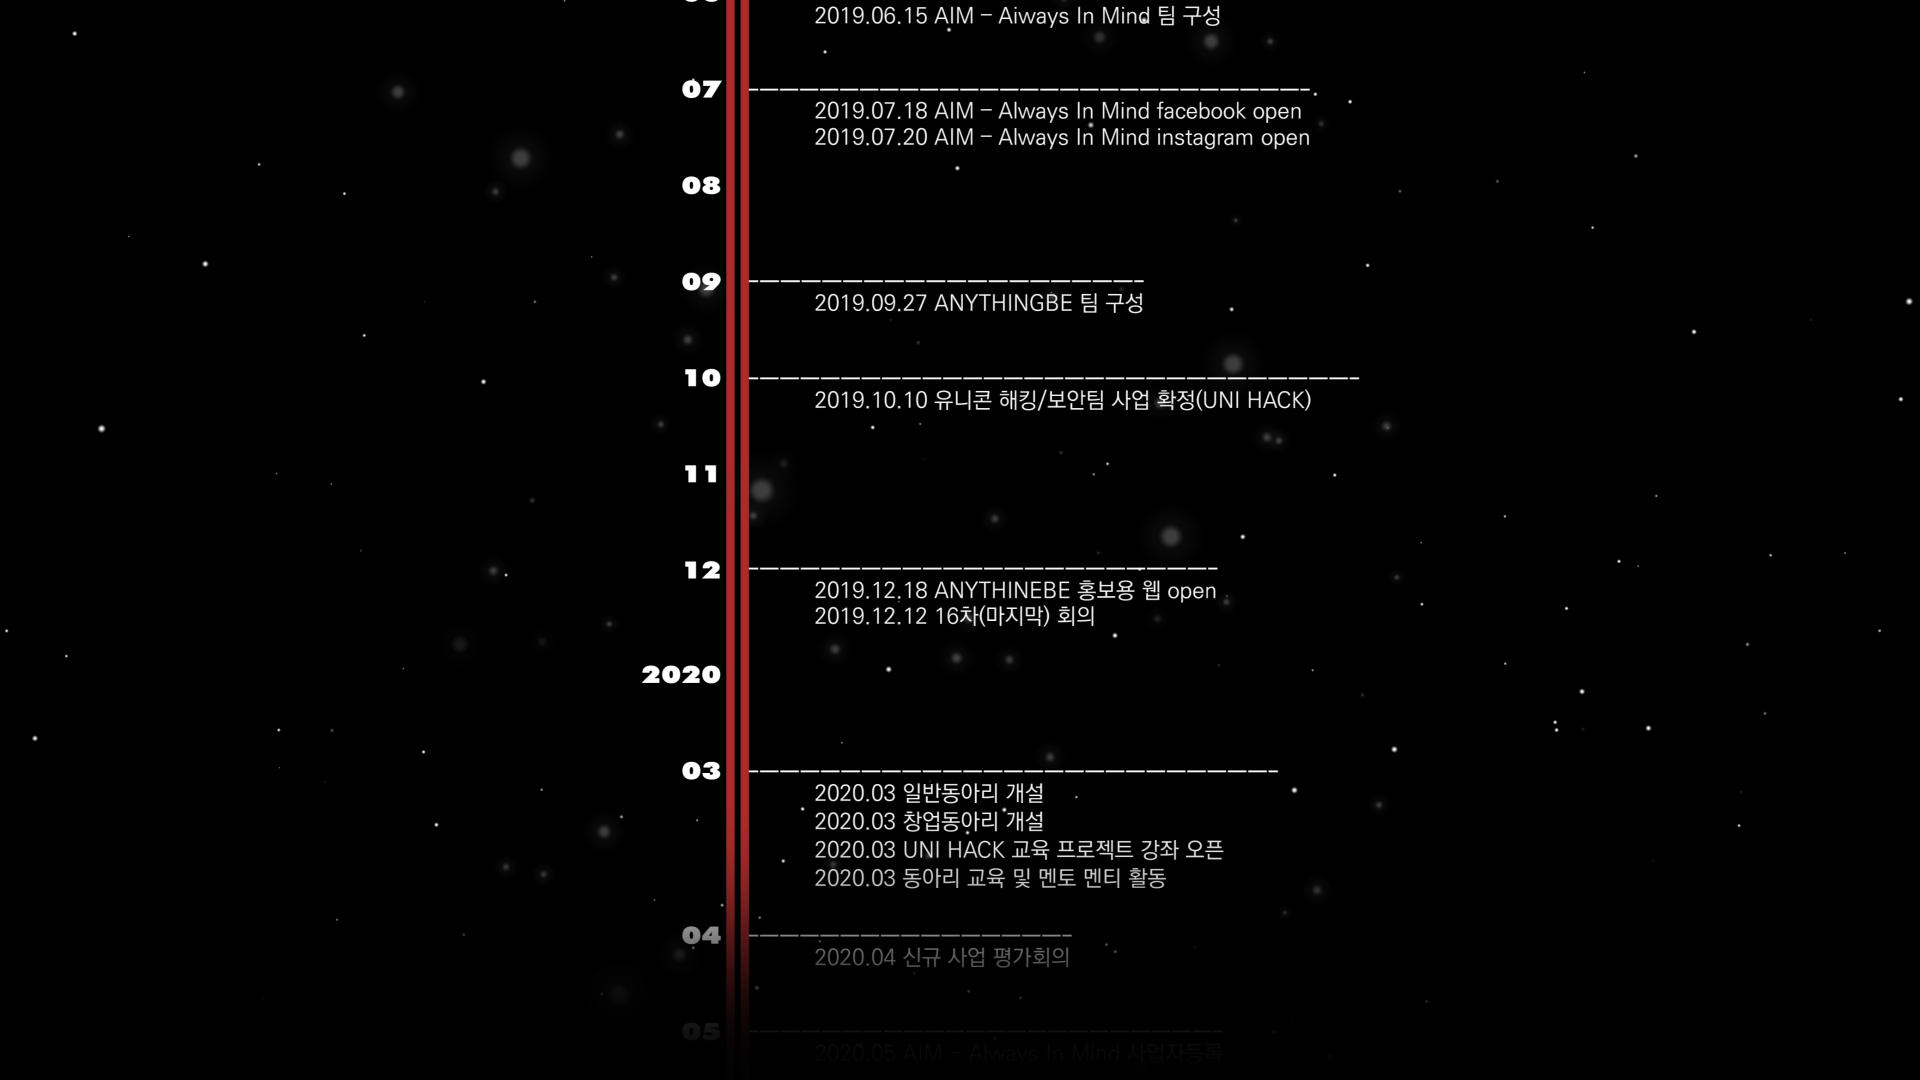 2019.06.15 AIM – Aiways In Mind 팀 구성
07
2019.07.18 AIM – Always In Mind facebook open
2019.07.20 AIM – Always In Mind instagram open
08
09
2019.09.27 ANYTHINGBE 팀 구성
10
2019.10.10 유니콘 해킹/보안팀 사업 확정(UNI HACK)
11
12
2019.12.18 ANYTHINEBE 홍보용 웹 open
2019.12.12 16차(마지막) 회의
2020
03
2020.03 일반동아리 개설
2020.03 창업동아리 개설
2020.03 UNI HACK 교육 프로젝트 강좌 오픈
2020.03 동아리 교육 및 멘토 멘티 활동
04
2020.04 신규 사업 평가회의
05
2020.05 AIM – Always In Mind 사업자등록